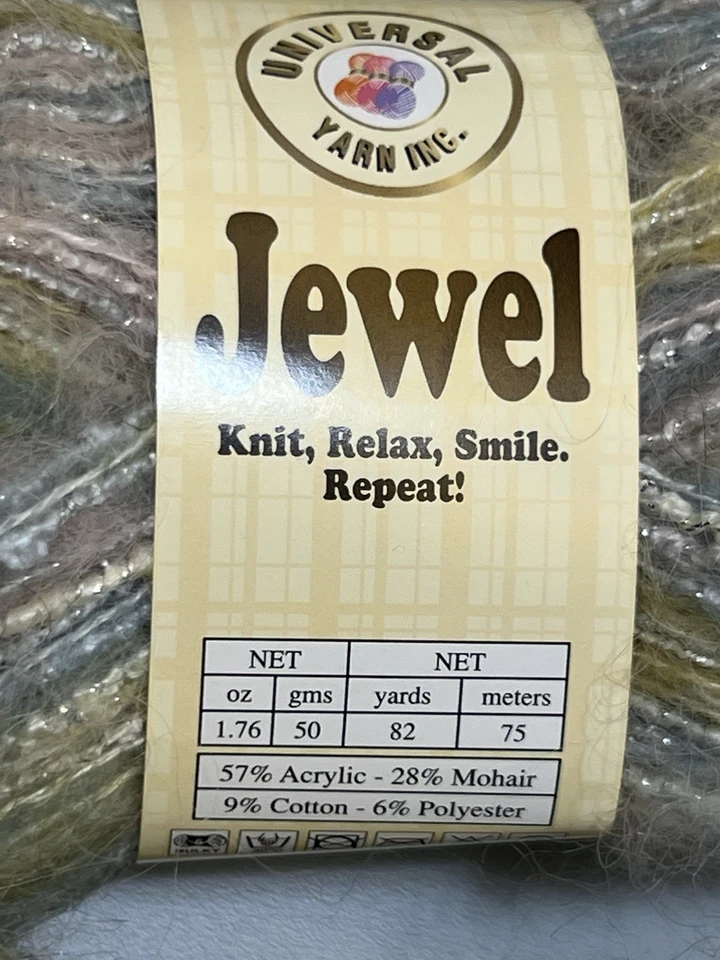 UNIVERSAL
YARN INC.
Jewel
Knit, Relax, Smile.
Repeat!
NET NET
oz gms yards meters
1.76 50 82 75
57% Acrylic - 28% Mohair
9% Cotton - 6% Polyester
BULKY